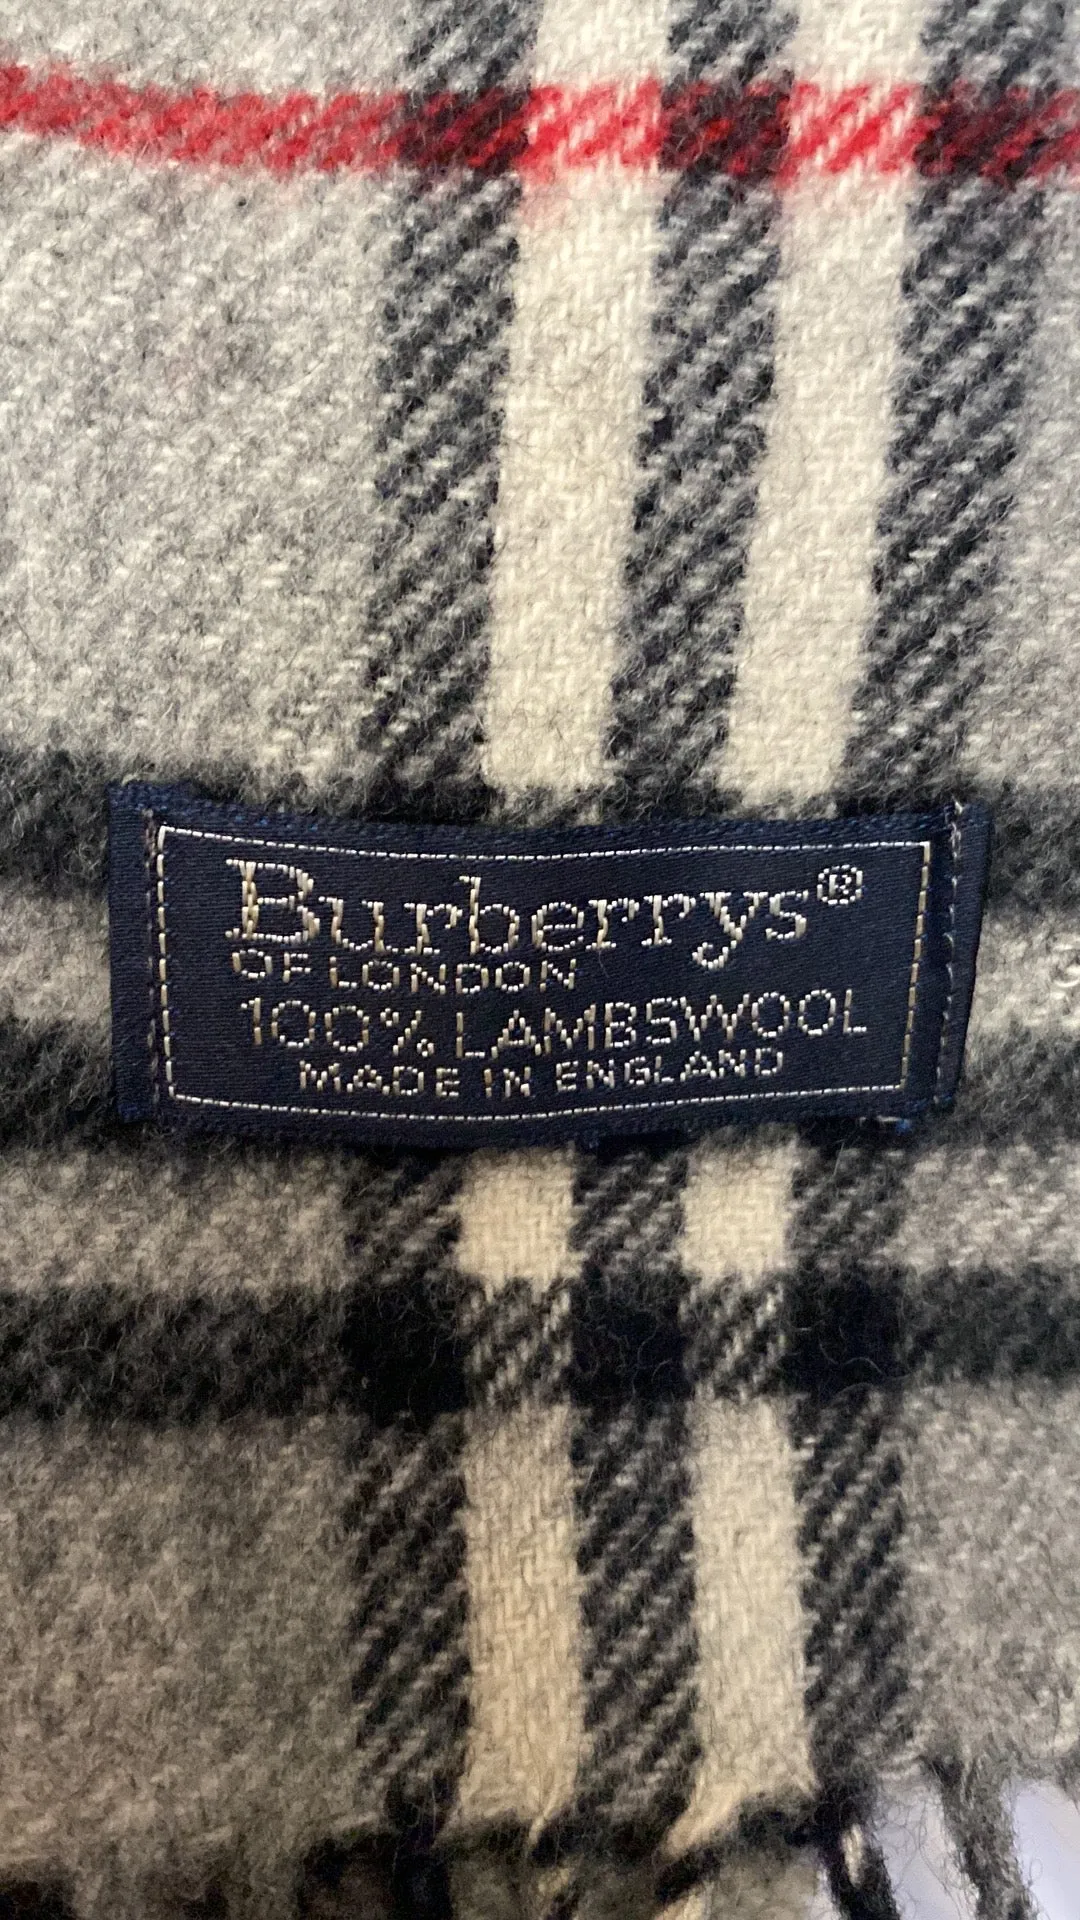 Burberrys®
OF LONDON
100% LAMBSWOOL
MADE IN ENGLAND